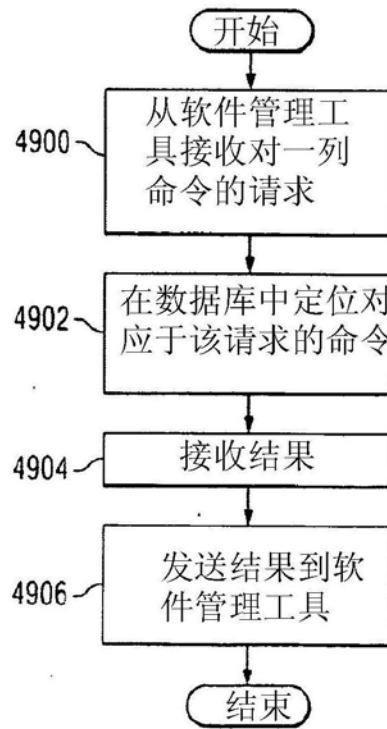 开始
从软件管理工
4900
具接收对一列
命令的请求
在数据库中定位对
4902
应于该请求的命令
接收结果
4904
发送结果到软
4906
件管理工具
结束